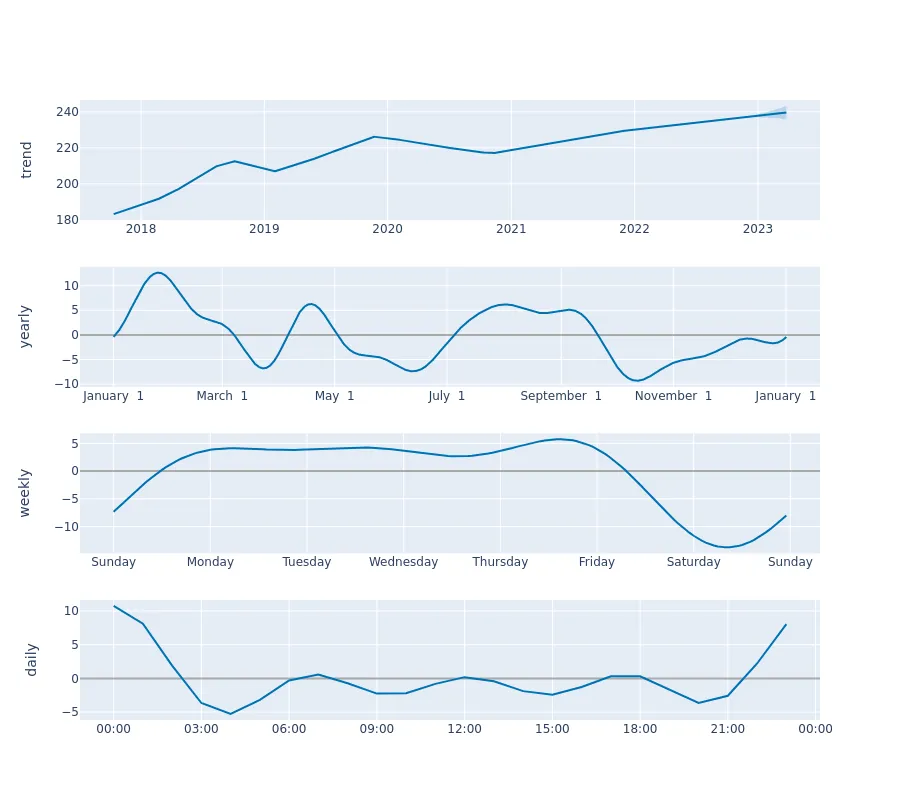 trend
240
220
200
180
2018 2019 2020 2021 2022 2023
yearly
10
5
0
−5
−10
January 1 March 1 May 1 July 1 September 1 November 1 January 1
weekly
5
0
−5
−10
Sunday Monday Tuesday Wednesday Thursday Friday Saturday Sunday
daily
10
5
0
−5
00:00 03:00 06:00 09:00 12:00 15:00 18:00 21:00 00:00